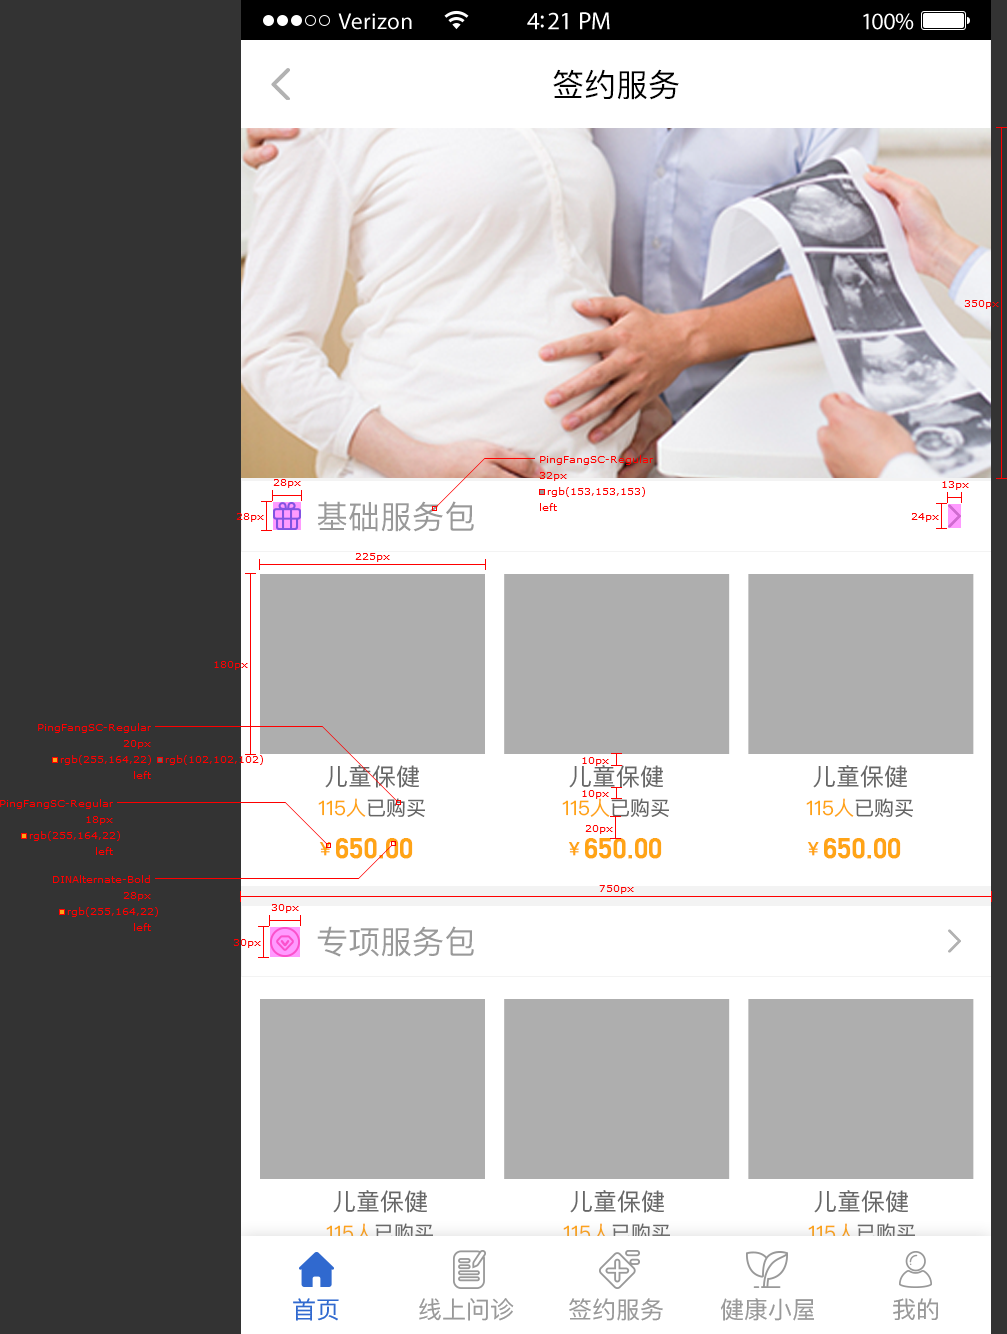 Verizon 4:21 PM 100%
签约服务
350px
PingFangSC-Regular
32px
rgb(153,153,153)
left
28px
28px
基础服务包
13px
24px
225px
180px
PingFangSC-Regular
20px
rgb(255,164,22) rgb(102,102,102)
left
儿童保健 儿童保健 儿童保健
10px
115人已购买 115人已购买 115人已购买
10px
20px
PingFangSC-Regular
18px
rgb(255,164,22)
left
¥650.00 ¥650.00 ¥650.00
DINAlternate-Bold
28px
rgb(255,164,22)
left
750px
30px
30px
专项服务包
儿童保健 儿童保健 儿童保健
115人已购买 115人已购买 115人已购买
首页 线上问诊 签约服务 健康小屋 我的